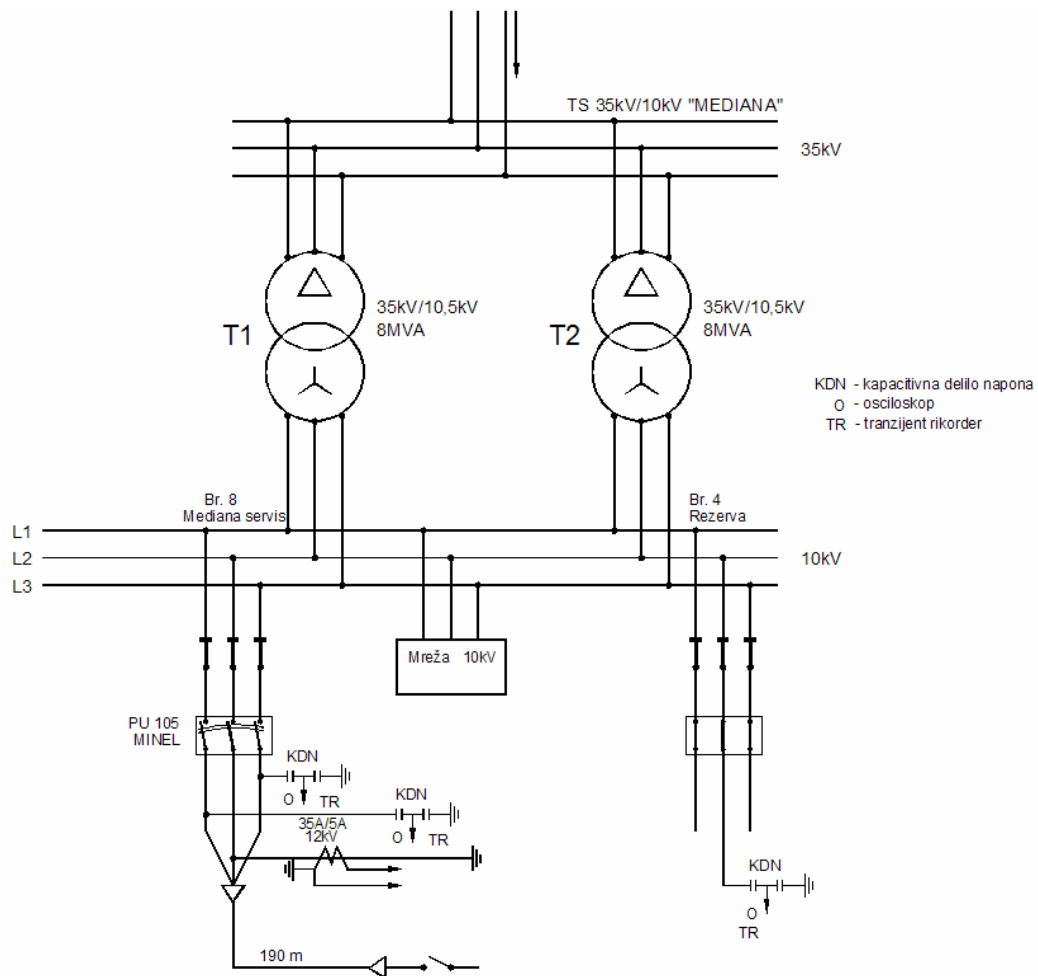 TS 35kV/10kV "MEDIANA"
35kV
35kV/10,5kV
8MVA
T1
35kV/10,5kV
8MVA
T2
KDN - kapacitivna delilo napona
O - osciloskop
TR - tranzijent rikorder
Br. 8
Mediana servis
Br. 4
Rezerva
L1
L2
10kV
L3
Mreža 10kV
PU 105
MINEL
KDN
O TR
KDN
O TR
35A/5A
12kV
KDN
O
TR
190 m